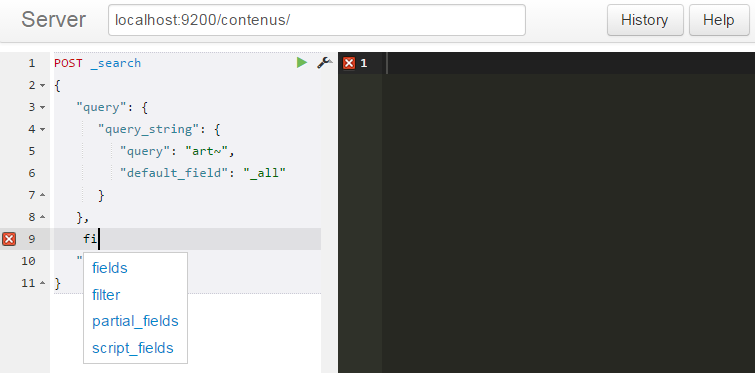 Server localhost:9200/contenus/ History Help
1 POST _search 1
2 {
3 "query": {
4 "query_string": {
5 "query": "art~",
6 "default_field": "_all"
7 }
8 },
9 fi
10 "
fields
11 }
filter
partial_fields
script_fields